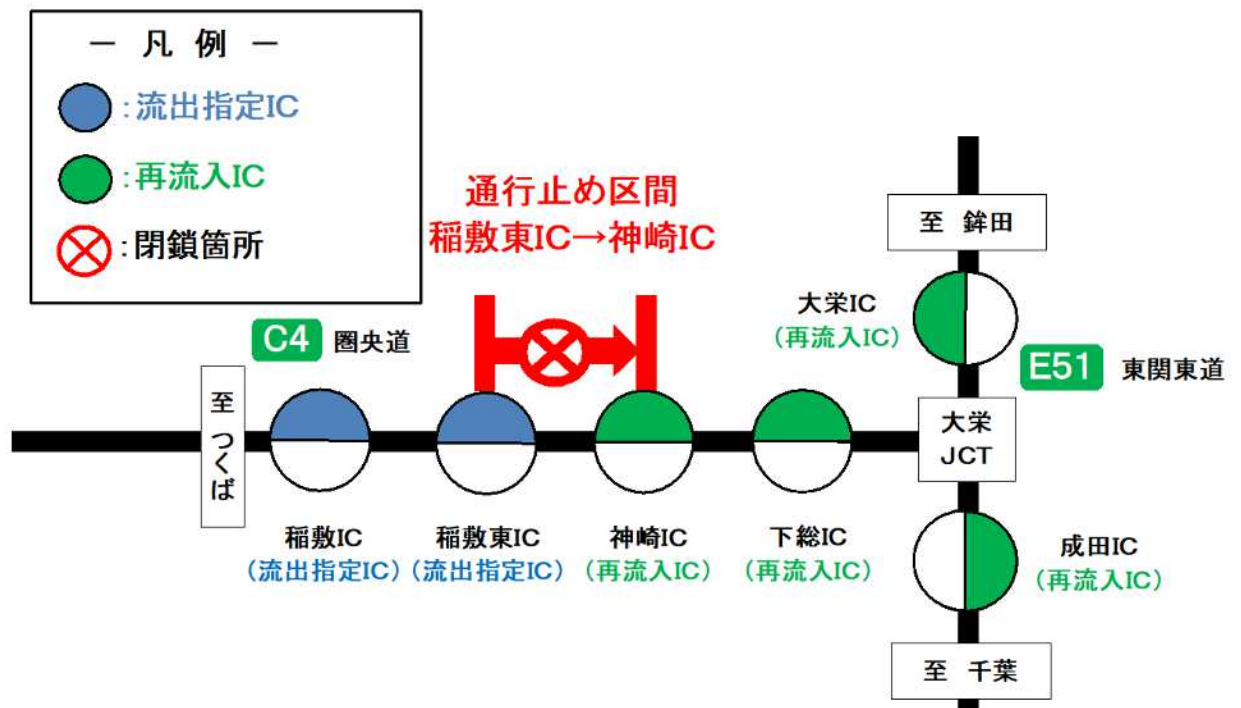 ― 凡 例 ―
:流出指定IC
:再流入IC
:閉鎖箇所
通行止め区間
稲敷東IC→神崎IC
至 鉾田
大栄IC
(再流入IC)
C4 圏央道
E51 東関東道
至 つくば
大栄
JCT
稲敷IC
(流出指定IC)
稲敷東IC
(流出指定IC)
神崎IC
(再流入IC)
下総IC
(再流入IC)
成田IC
(再流入IC)
至 千葉